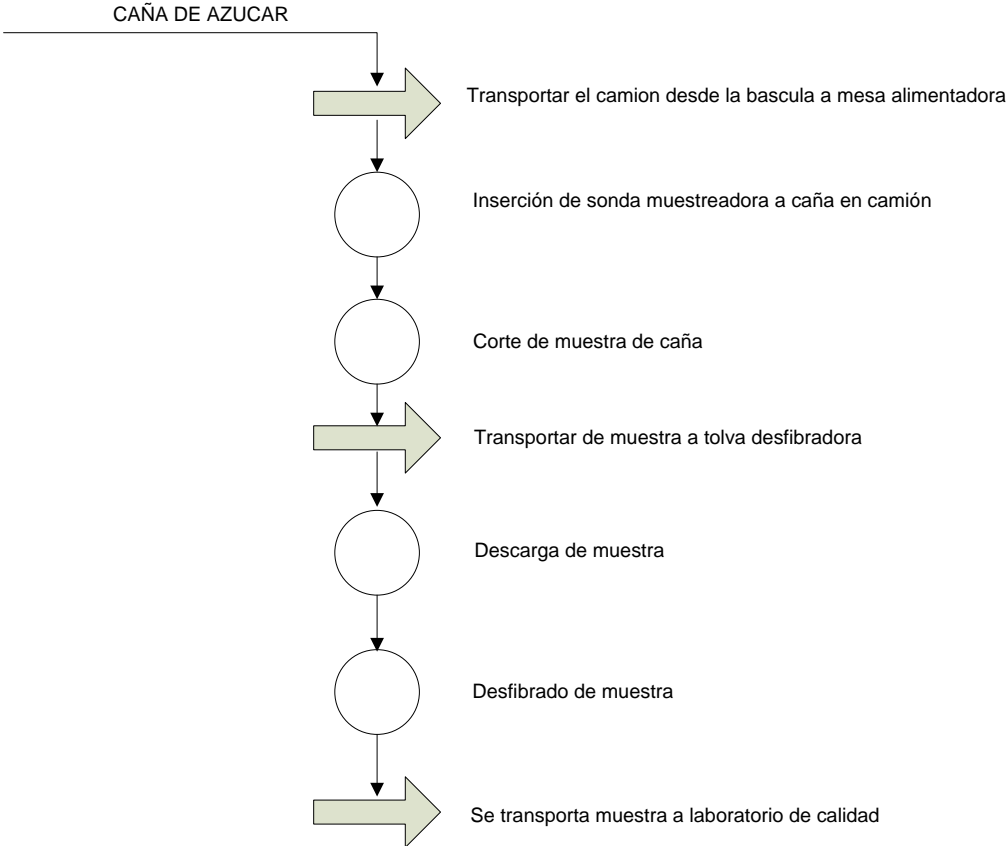 CAÑA DE AZUCAR
Transportar el camion desde la bascula a mesa alimentadora
Inserción de sonda muestreadora a caña en camión
Corte de muestra de caña
Transportar de muestra a tolva desfibradora
Descarga de muestra
Desfibrado de muestra
Se transporta muestra a laboratorio de calidad